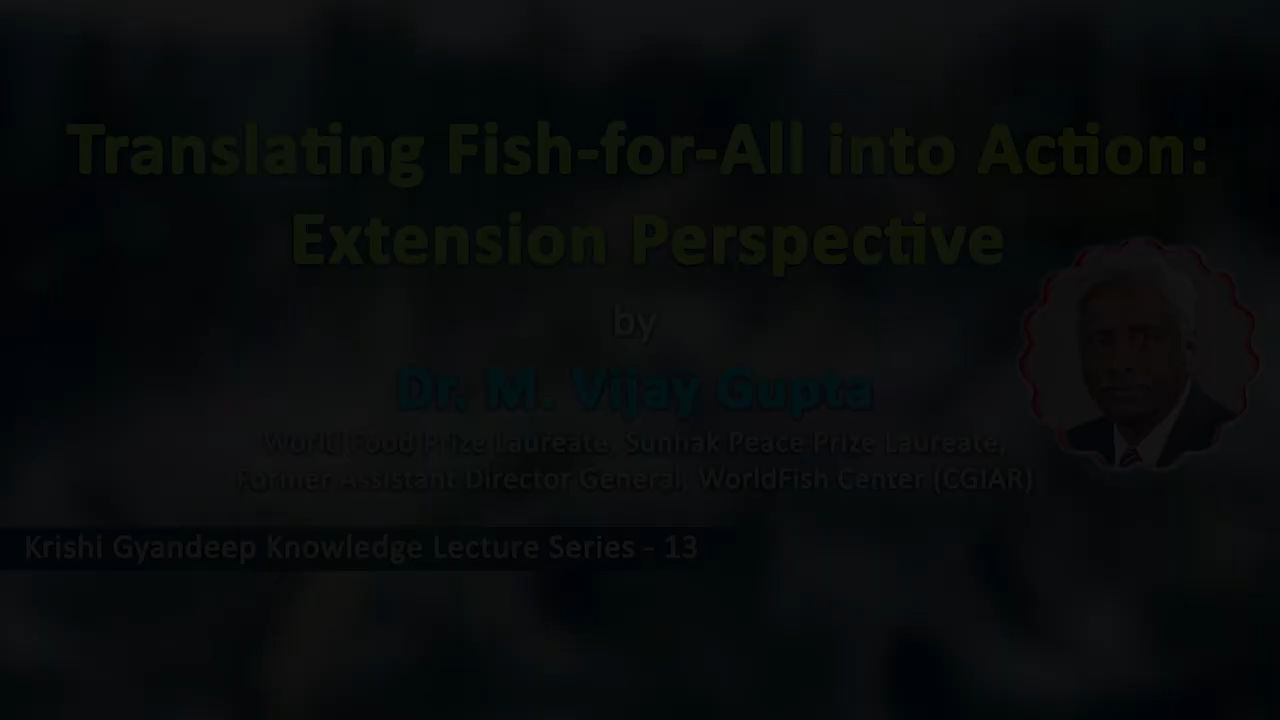 Translating Fish-for-All into Action:
Extension Perspective
by
Dr. M. Vijay Gupta
World Food Prize Laureate, Sunhak Peace Prize Laureate,
Former Assistant Director General, WorldFish Center (CGIAR)
Krishi Gyandeep Knowledge Lecture Series - 13